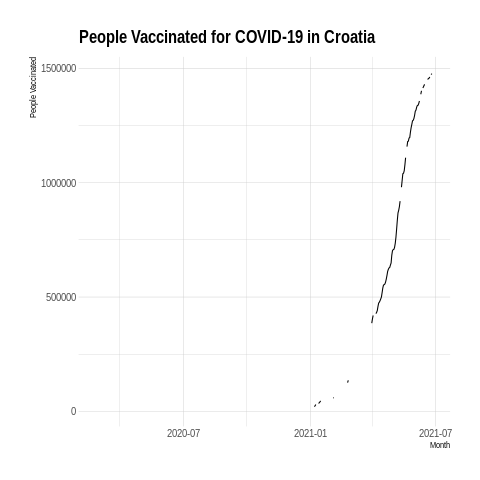 People Vaccinated for COVID-19 in Croatia
People Vaccinated
1500000
1000000
500000
0
2020-07
2021-01
2021-07
Month